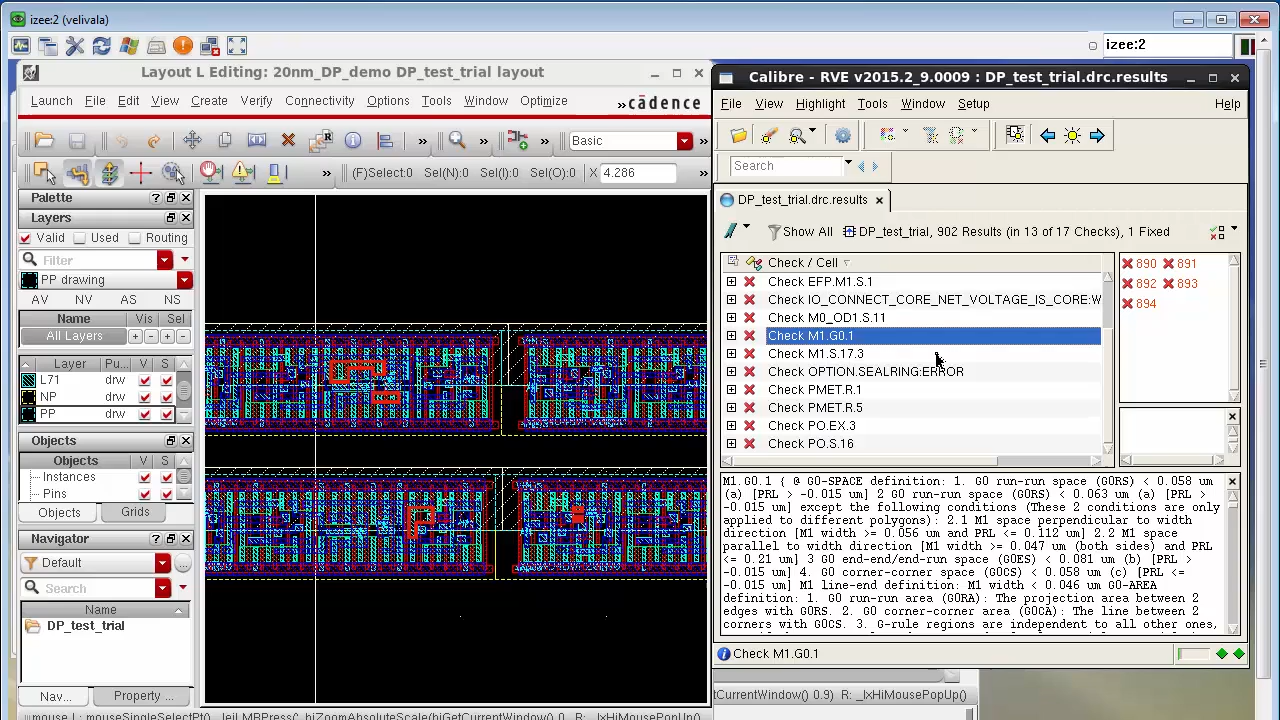 izee:2 (velivala)
izee:2
Layout L Editing: 20nm_DP_demo DP_test_trial layout
Launch File Edit View Create Verify Connectivity Options Tools Window Optimize » cādence
» » » Basic »
» (F)Select:0 Sel(N):0 Sel(I):0 Sel(O):0 X 4.286 »
Palette
Layers
Valid Used Routing
Filter
PP drawing
AV NV AS NS
Name Vis Sel
All Layers
Layer Pu... V S
L71 drw
NP drw
PP drw
Objects
Objects V S
Instances
Pins
Objects Grids
Navigator
Default
Search
Name
DP_test_trial
Nav... Property ...
Calibre - RVE v2015.2_9.0009 : DP_test_trial.drc.results
File View Highlight Tools Window Setup Help
Search
DP_test_trial.drc.results
Show All DP_test_trial, 902 Results (in 13 of 17 Checks), 1 Fixed
Check / Cell
Check EFP.M1.S.1
Check IO_CONNECT_CORE_NET_VOLTAGE_IS_CORE:W
Check M0_OD1.S.11
Check M1.G0.1
Check M1.S.17.3
Check OPTION.SEALRING:ERROR
Check PMET.R.1
Check PMET.R.5
Check PO.EX.3
Check PO.S.16
890 891
892 893
894
M1.G0.1 { @ G0-SPACE definition: 1. G0 run-run space (G0RS) < 0.058 um
(a) [PRL > -0.015 um] 2. G0 run-run space (G0RS) < 0.063 um (a) [PRL >
-0.015 um] except the following conditions (These 2 conditions are only
applied to different polygons): 2.1 M1 space perpendicular to width
direction [M1 width >= 0.056 um and PRL <= 0.112 um] 2.2 M1 space
parallel to width direction [M1 width >= 0.047 um (both sides) and PRL
<= 0.121 um] 3 G0 end-end/run-end space (G0ES) < 0.081 um (b) [PRL >
-0.015 um] 4. G0 corner-corner space (G0CS) < 0.058 um (c) [PRL <=
-0.015 um] M1 line-end definition: M1 width < 0.046 um G0-AREA
definition: 1. G0 run-run area (G0RA): The projection area between 2
edges with G0RS. 2. G0 corner-corner area (G0CA): The line between 2
corners with G0CS. 3. G-rule regions are independent to all other ones,
Check M1.G0.1
CurrentWindow() 0.9) R: _lxHiMousePopUp()
mouse L: mouseSingleSelectPt() _leiLMBPress() hiZoomAbsoluteScale(hiGetCurrentWindow() 0.9) R: _lxHiMousePopUp()